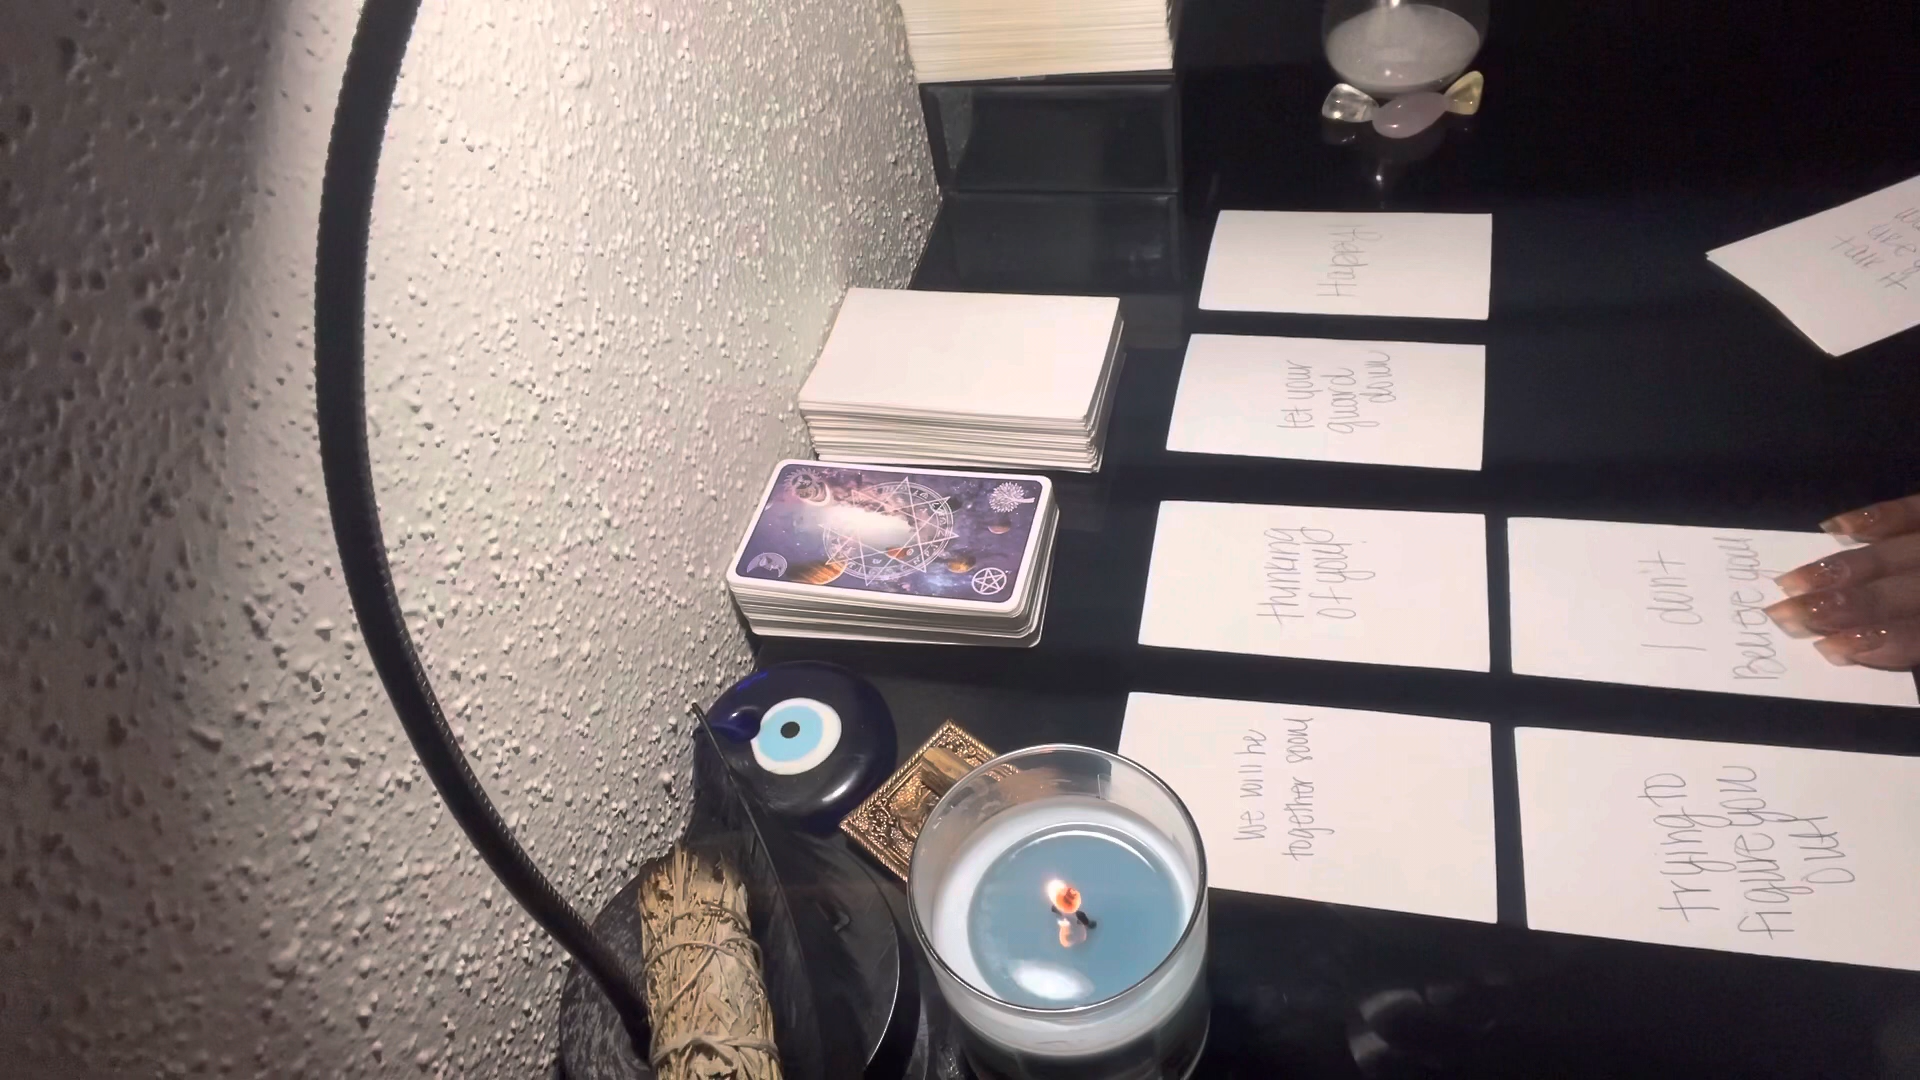 We will be
together soon
thinking
of you!
let your
guard
down
Happy!
trying to
figure you
out
I don't
Believe you